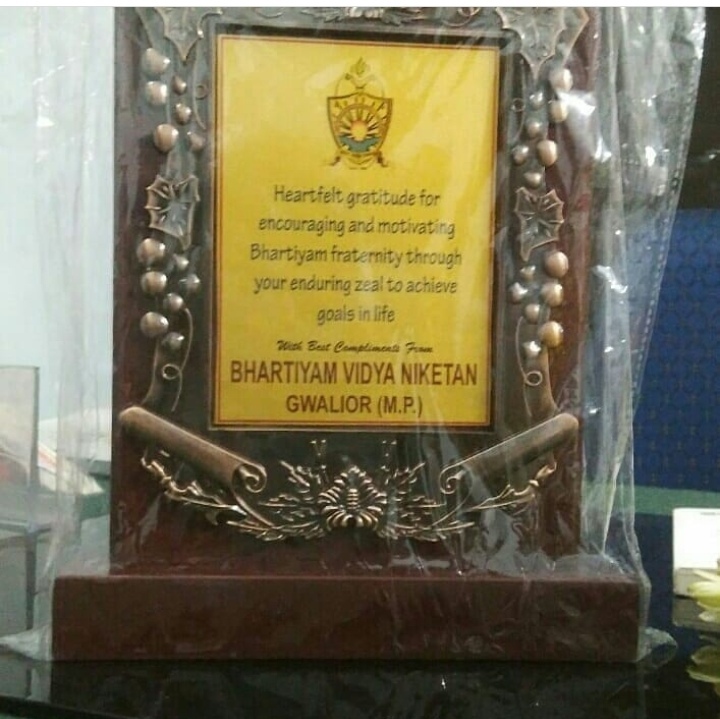 Heartfelt gratitude for
encouraging and motivating
Bhartiyam fraternity through
your enduring zeal to achieve
goals in life
With Best Compliments From
BHARTIYAM VIDYA NIKETAN
GWALIOR (M.P.)